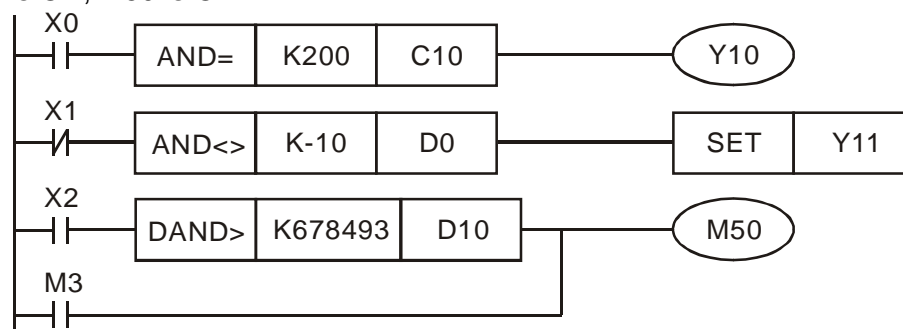 X0
AND= K200 C10 Y10
X1
AND<> K-10 D0 SET Y11
X2
DAND> K678493 D10 M50
M3